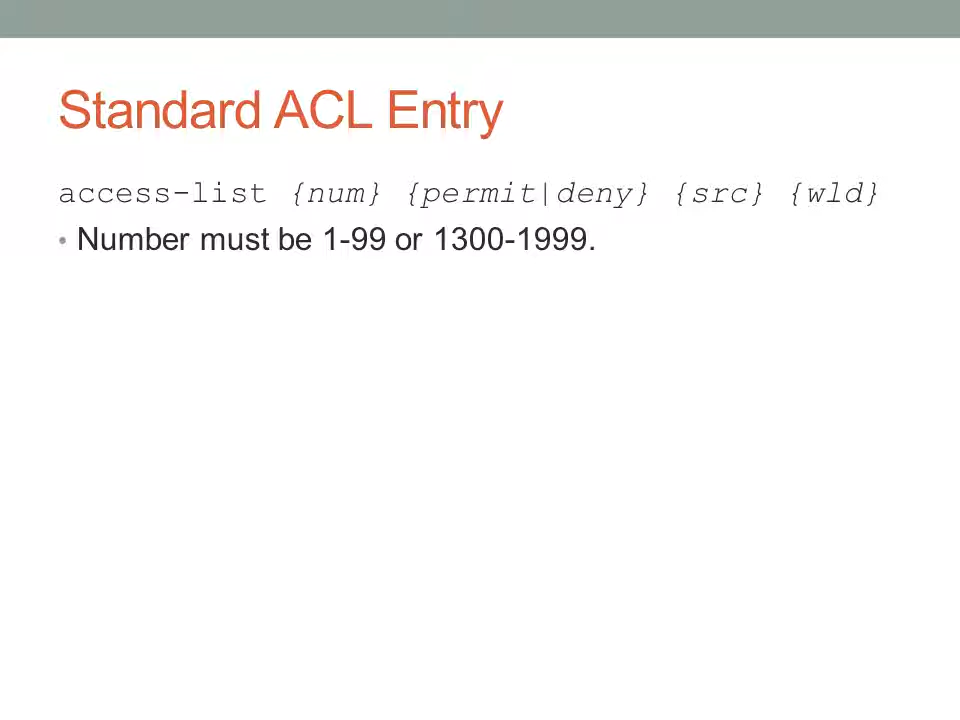 Standard ACL Entry
access-list {num} {permit|deny} {src} {wld}
• Number must be 1-99 or 1300-1999.